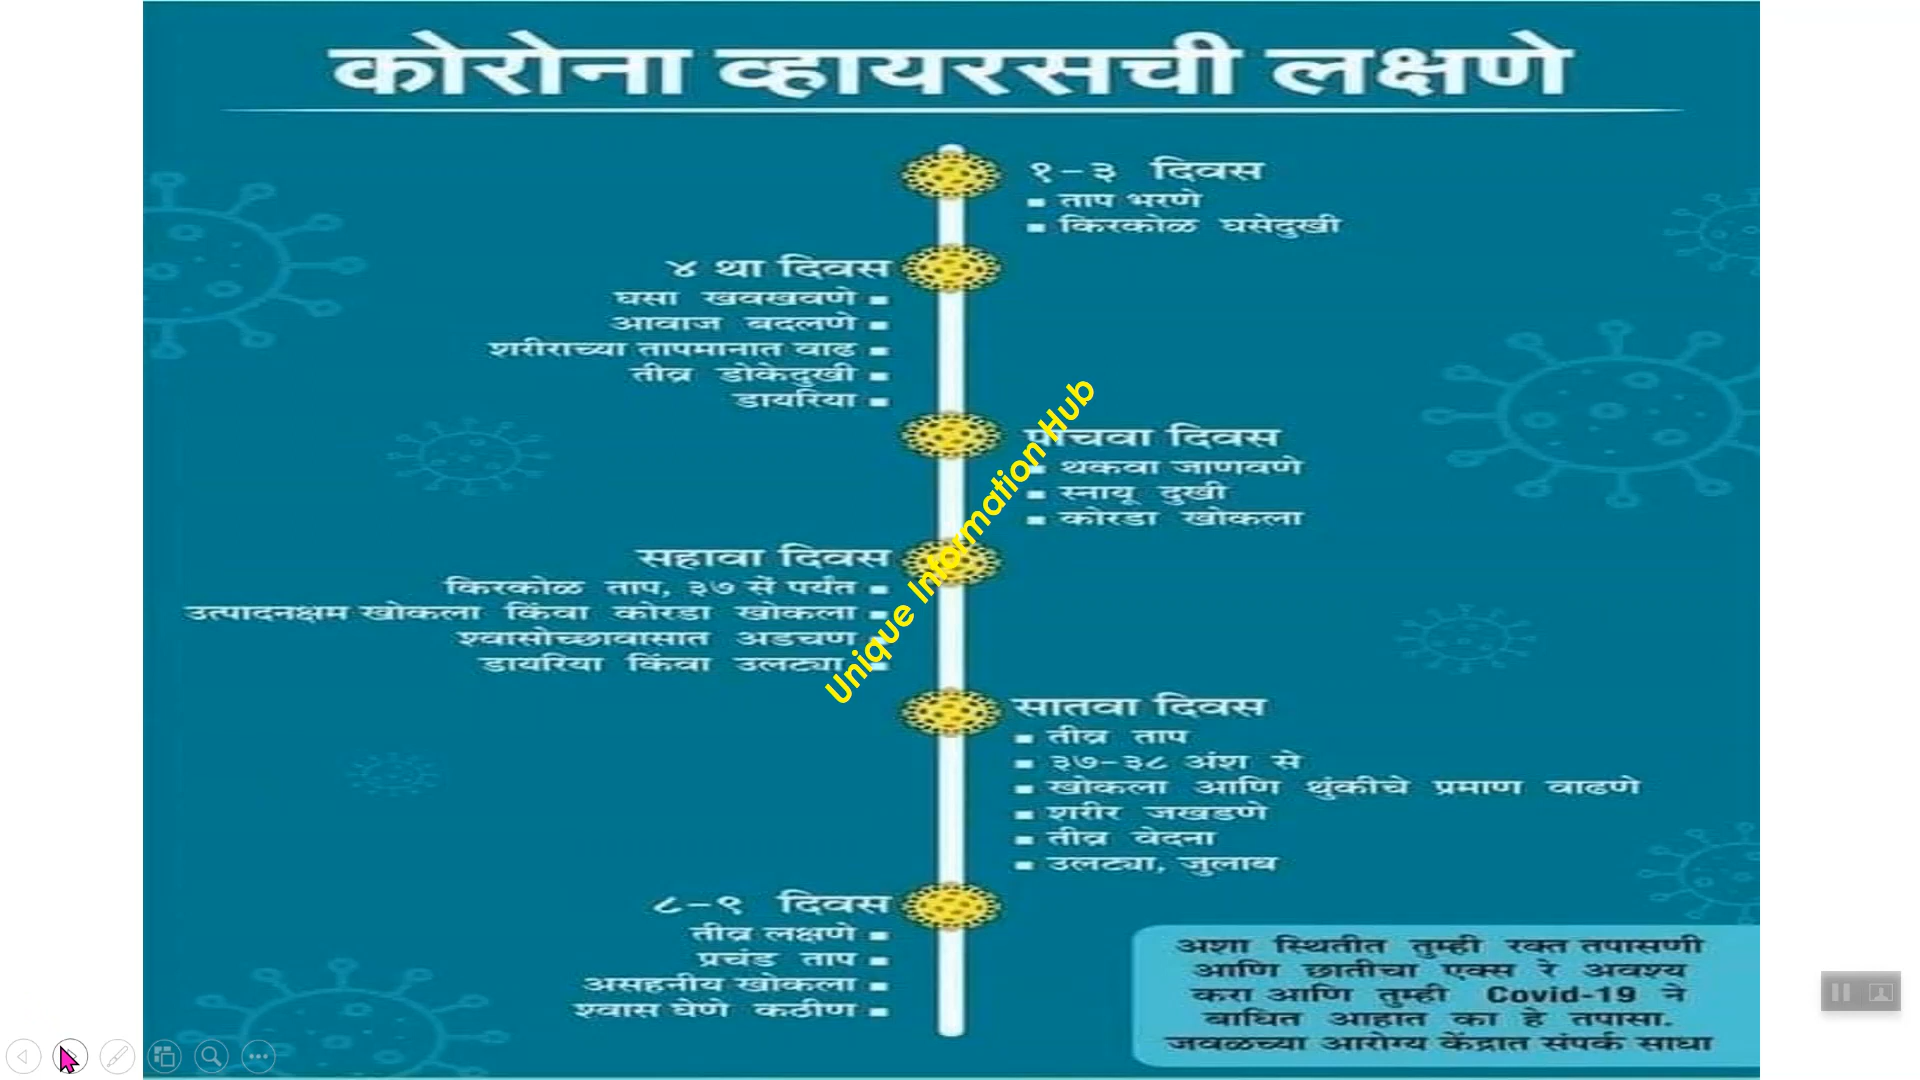 कोरोना व्हायरसची लक्षणे
१-३ दिवस
ताप भरणे
किरकोळ घसेदुखी
४ था दिवस
घसा खवखवणे
आवाज बदलणे
शरीराच्या तापमानात वाढ
तीव्र डोकेदुखी
डायरिया
पाचवा दिवस
थकवा जाणवणे
स्नायू दुखी
कोरडा खोकला
सहावा दिवस
किरकोळ ताप, ३७ सें पर्यंत
उत्पादनक्षम खोकला किंवा कोरडा खोकला
श्वासोच्छावासात अडचण
डायरिया किंवा उलट्या
सातवा दिवस
तीव्र ताप
३७-३८ अंश से
खोकला आणि थुंकीचे प्रमाण वाढणे
शरीर जखडणे
तीव्र वेदना
उलट्या, जुलाब
८-९ दिवस
तीव्र लक्षणे
प्रचंड ताप
असहनीय खोकला
श्वास घेणे कठीण
अशा स्थितीत तुम्ही रक्त तपासणी
आणि छातीचा एक्स रे अवश्य
करा आणि तुम्ही Covid-19 ने
बाधित आहात का हे तपासा.
जवळच्या आरोग्य केंद्रात संपर्क साधा
Unique Information Hub